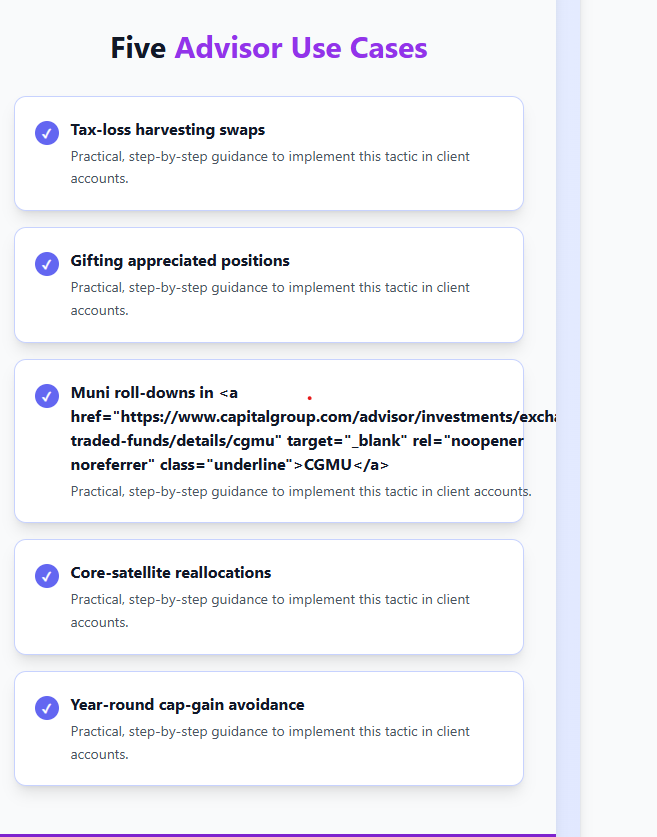 Five Advisor Use Cases
Tax-loss harvesting swaps
Practical, step-by-step guidance to implement this tactic in client
accounts.
Gifting appreciated positions
Practical, step-by-step guidance to implement this tactic in client
accounts.
Muni roll-downs in <a
href="https://www.capitalgroup.com/advisor/investments/excha
traded-funds/details/cgmu" target="_blank" rel="noopener
noreferrer" class="underline">CGMU</a>
Practical, step-by-step guidance to implement this tactic in client accounts.
Core-satellite reallocations
Practical, step-by-step guidance to implement this tactic in client
accounts.
Year-round cap-gain avoidance
Practical, step-by-step guidance to implement this tactic in client
accounts.